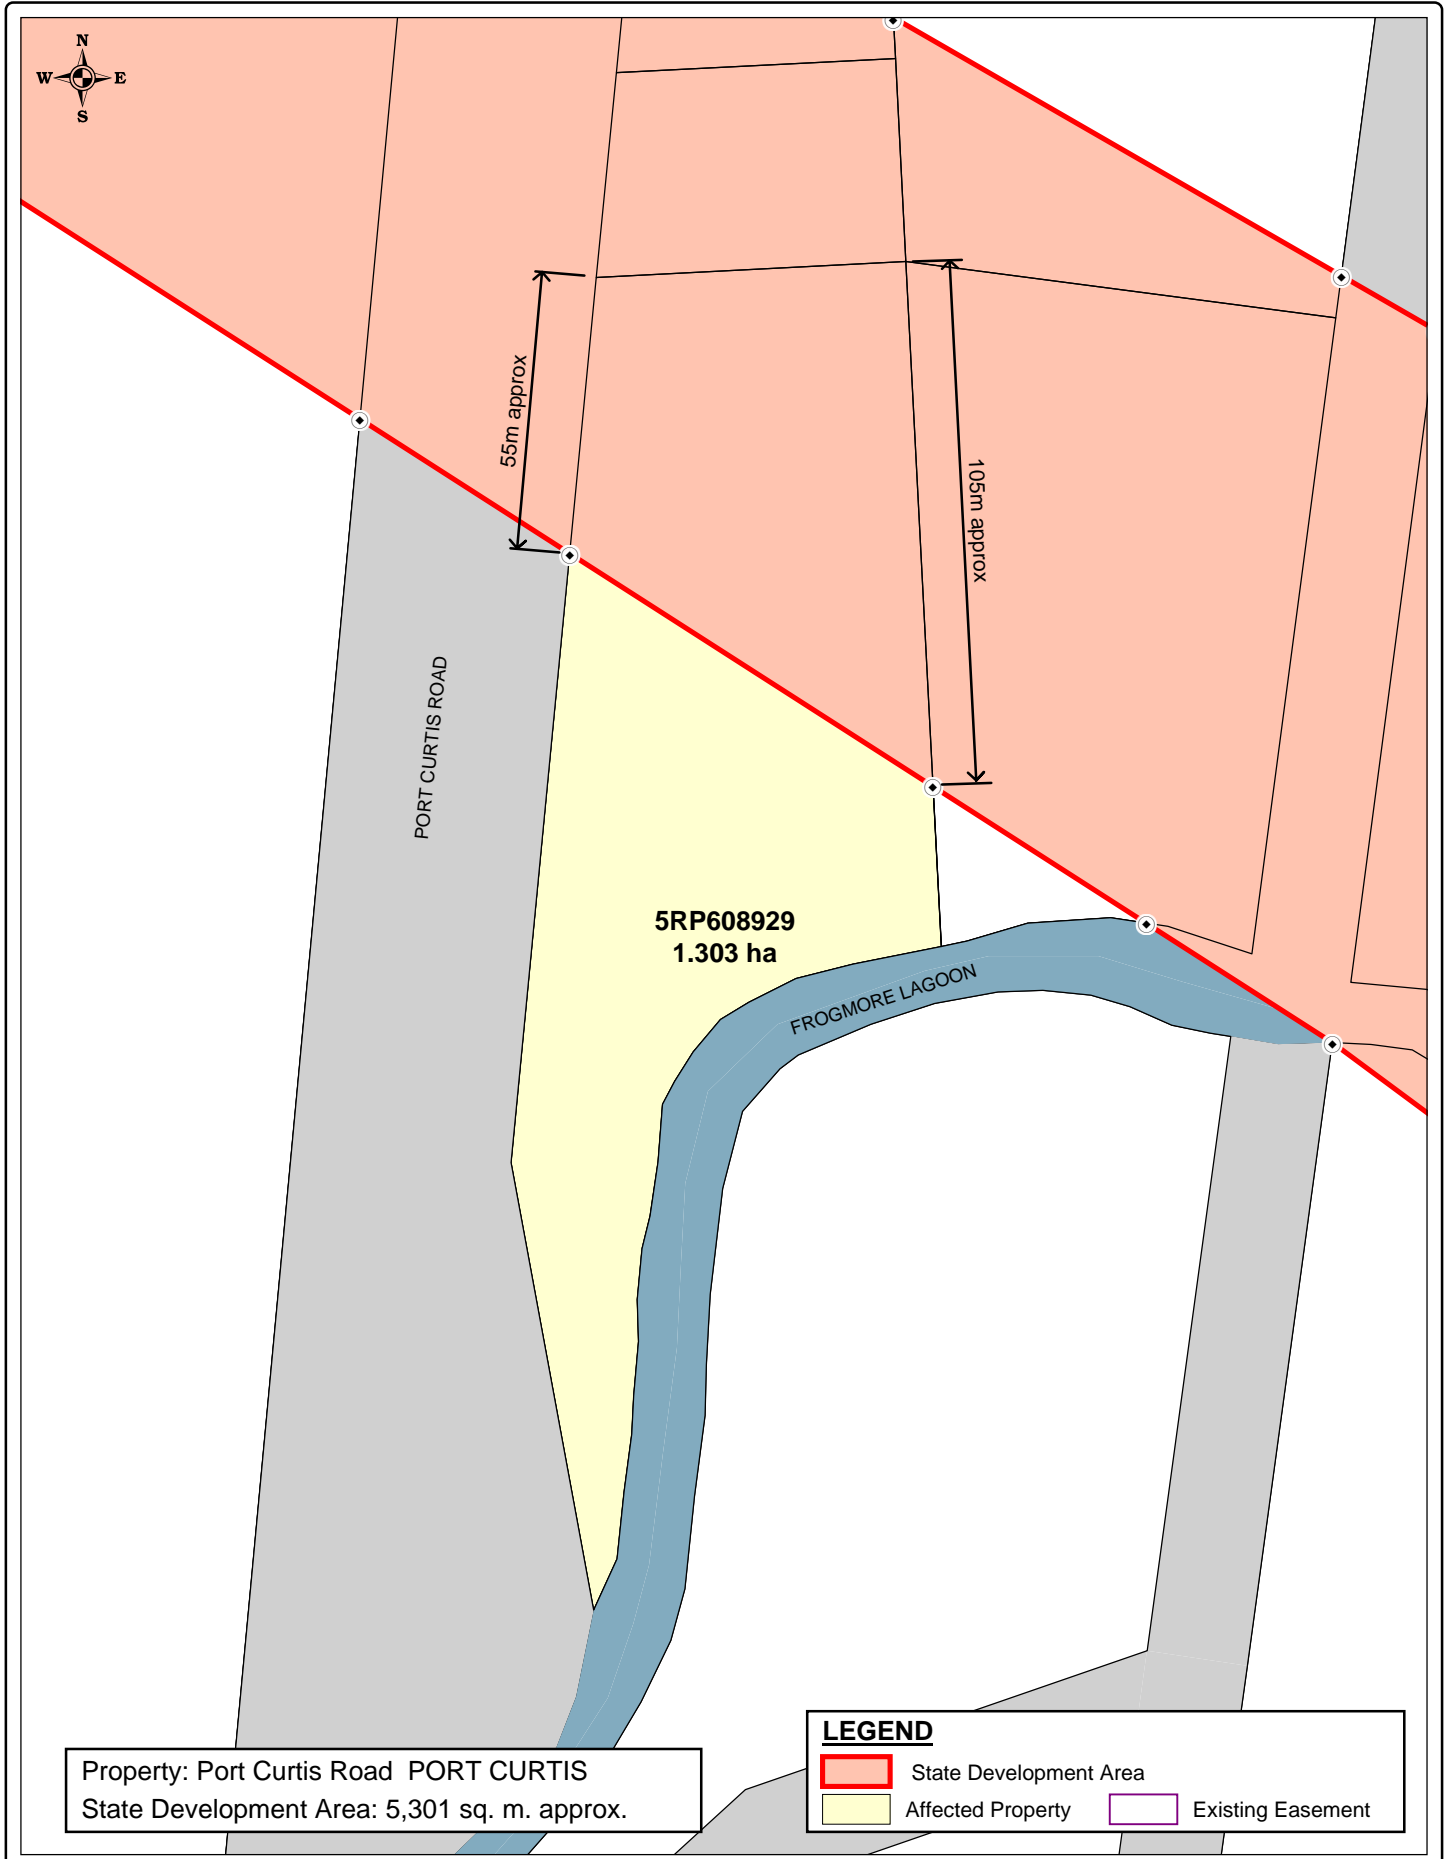 N
W E
S
55m approx
105m approx
PORT CURTIS ROAD
5RP608929
1.303 ha
FROGMORE LAGOON
Property: Port Curtis Road PORT CURTIS
State Development Area: 5,301 sq. m. approx.
LEGEND
State Development Area
Affected Property Existing Easement